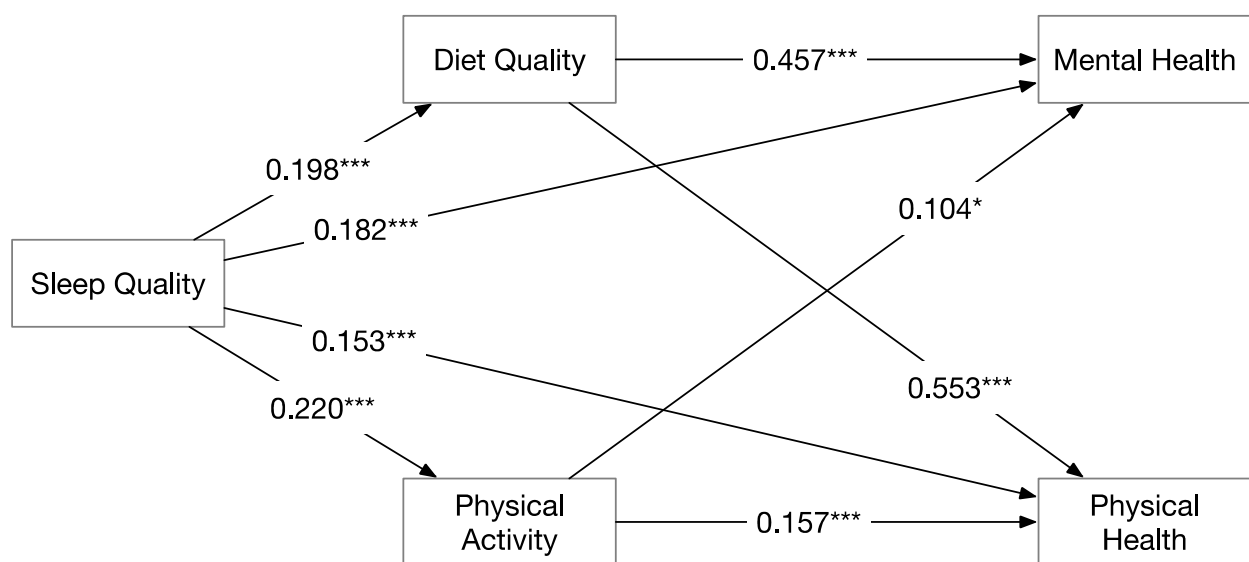 Diet Quality
0.457***
Mental Health
0.198***
0.182***
0.104*
Sleep Quality
0.153***
0.220***
0.553***
Physical
Activity
0.157***
Physical
Health